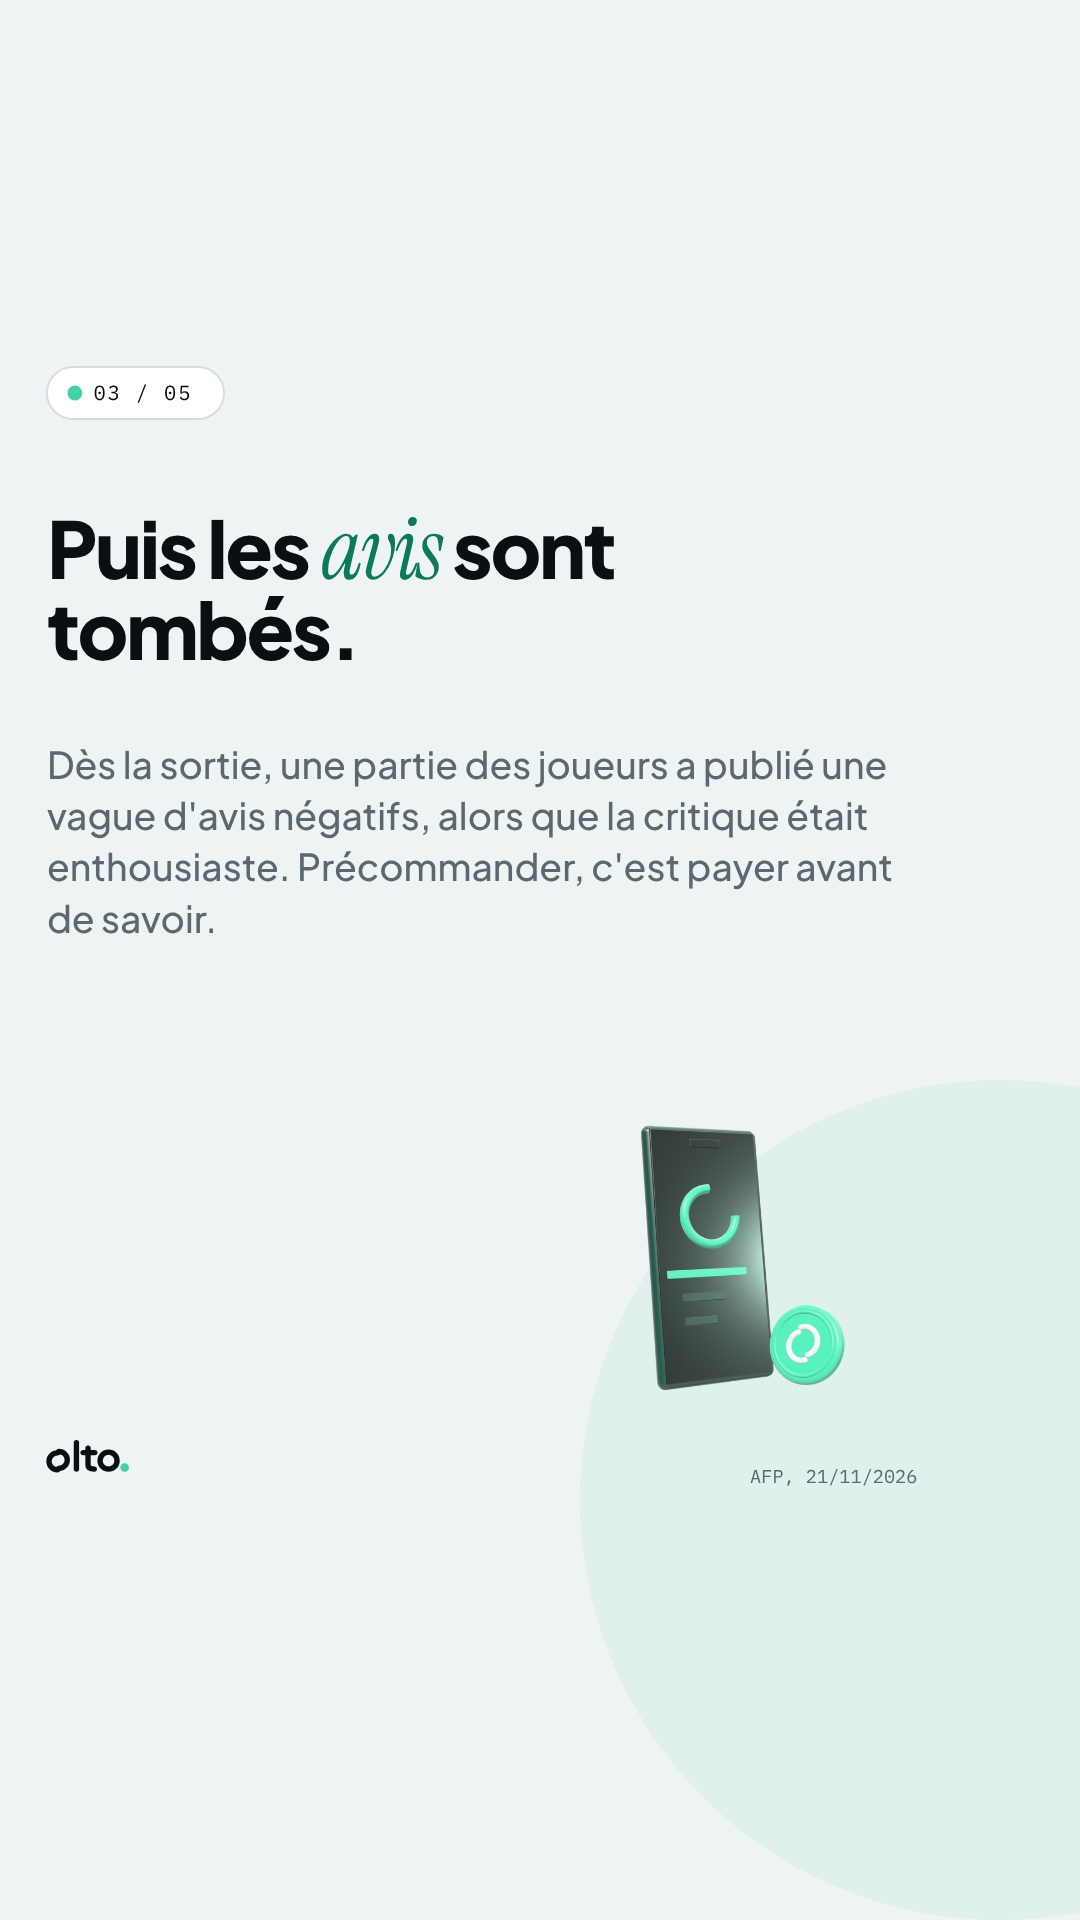 03 / 05
Puis les avis sont
tombés.
Dès la sortie, une partie des joueurs a publié une
vague d'avis négatifs, alors que la critique était
enthousiaste. Précommander, c'est payer avant
de savoir.
olto.
AFP, 21/11/2026